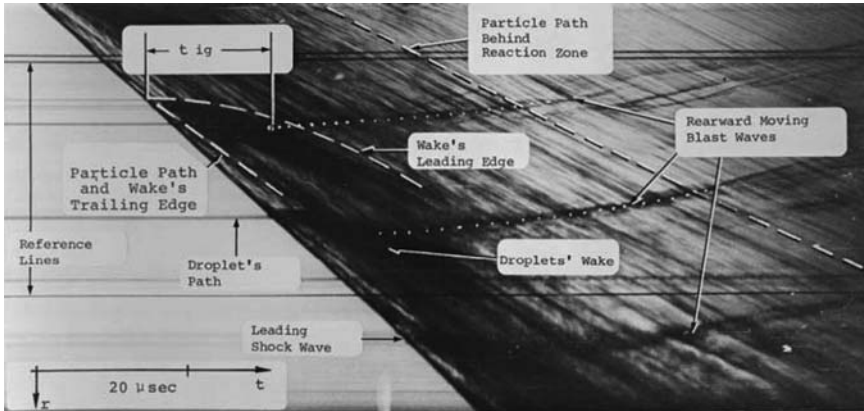 t ig
Particle Path
Behind
Reaction Zone
Rearward Moving
Blast Waves
Wake's
Leading Edge
Particle Path
and Wake's
Trailing Edge
Reference
Lines
Droplet's
Path
Droplets' Wake
Leading
Shock Wave
20 μsec
t
r